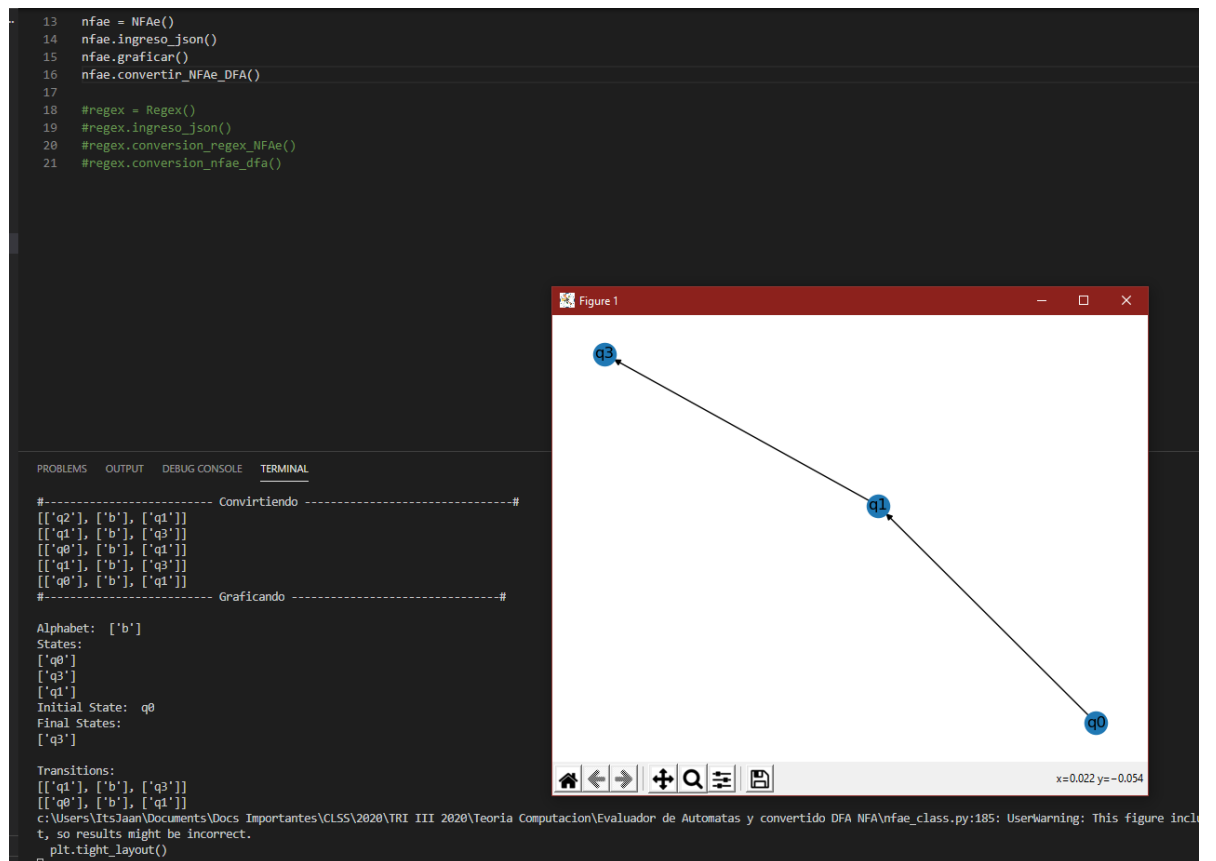 13 nfae = NFAe()
14 nfae.ingreso_json()
15 nfae.graficar()
16 nfae.convertir_NFAe_DFA()
17
18 #regex = Regex()
19 #regex.ingreso_json()
20 #regex.conversion_regex_NFAe()
21 #regex.conversion_nfae_dfa()
Figure 1
q3
q1
q0
x=0.022 y=-0.054
PROBLEMS OUTPUT DEBUG CONSOLE TERMINAL
#-------------------------- Convirtiendo --------------------------------#
[['q2'], ['b'], ['q1']]
[['q1'], ['b'], ['q3']]
[['q0'], ['b'], ['q1']]
[['q1'], ['b'], ['q3']]
[['q0'], ['b'], ['q1']]
#-------------------------- Graficando --------------------------------#
Alphabet: ['b']
States:
['q0']
['q3']
['q1']
Initial State: q0
Final States:
['q3']
Transitions:
[['q1'], ['b'], ['q3']]
[['q0'], ['b'], ['q1']]
c:\Users\ItsJaan\Documents\Docs Importantes\CLSS\2020\TRI III 2020\Teoria Computacion\Evaluador de Automatas y convertido DFA NFA\nfae_class.py:185: UserWarning: This figure inclu
t, so results might be incorrect.
plt.tight_layout()